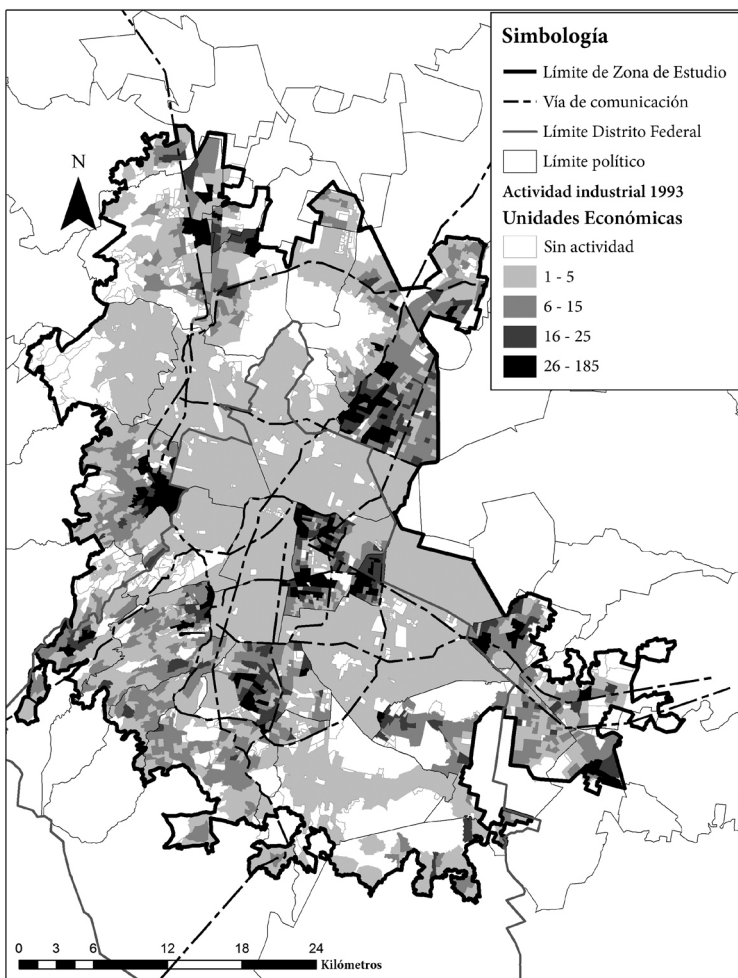 Simbología
Límite de Zona de Estudio
Vía de comunicación
Límite Distrito Federal
Límite político
Actividad industrial 1993
Unidades Económicas
Sin actividad
1 - 5
6 - 15
16 - 25
26 - 185
N
0 3 6 12 18 24
Kilómetros